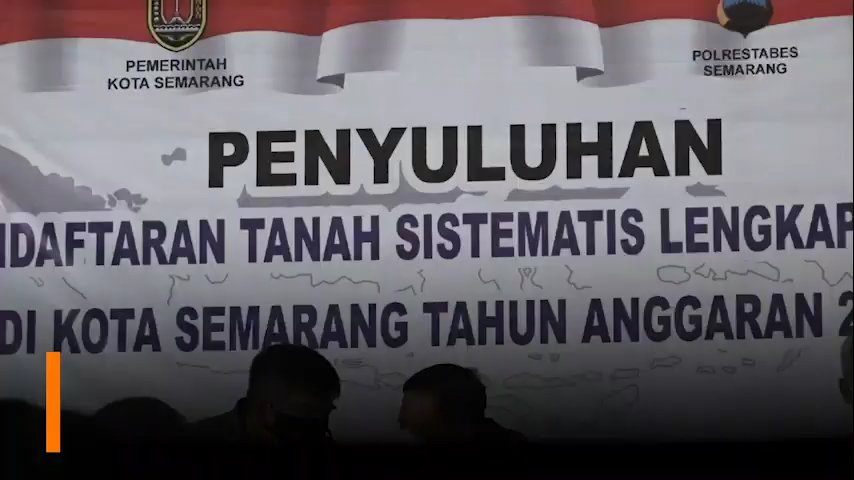 PEMERINTAH
KOTA SEMARANG
POLRESTABES
SEMARANG
PENYULUHAN
NDAFTARAN TANAH SISTEMATIS LENGKAP
DI KOTA SEMARANG TAHUN ANGGARAN 2